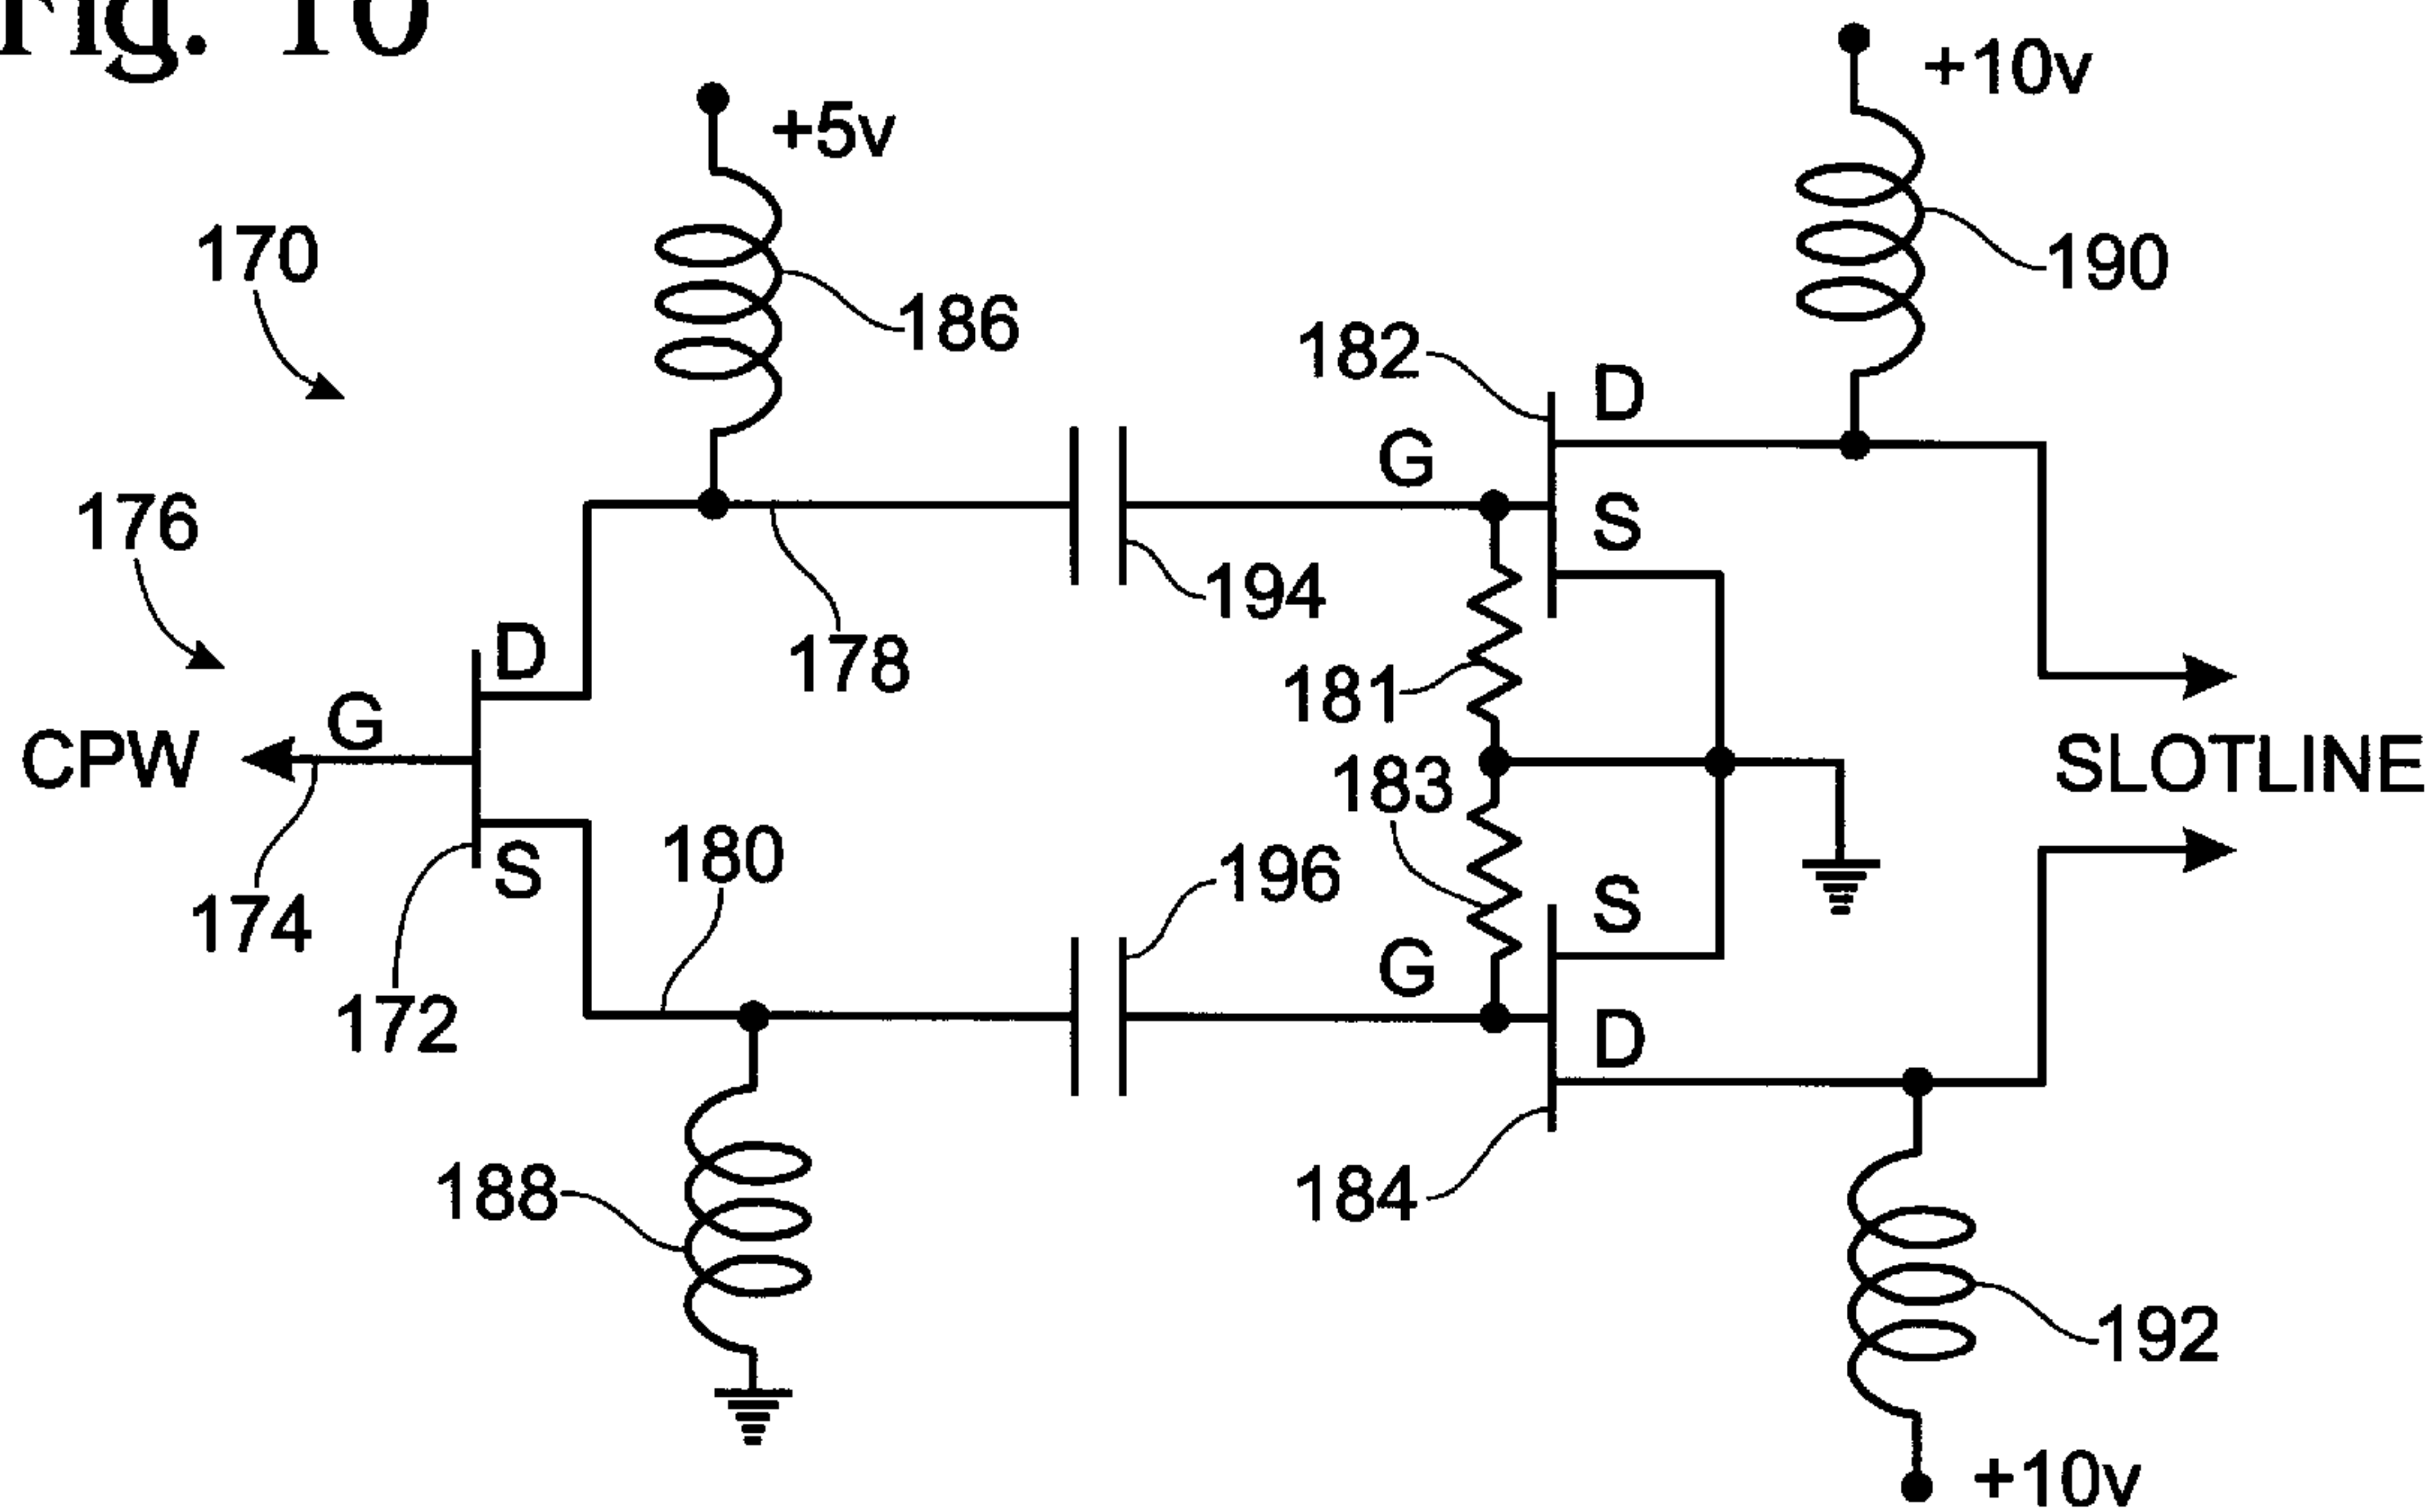 Fig. 10
+10v
+5v
170
190
186
182
D
G
176
S
194
178
D
181
G
CPW
SLOTLINE
183
180
S
196
S
174
G
172
D
188
184
192
+10v